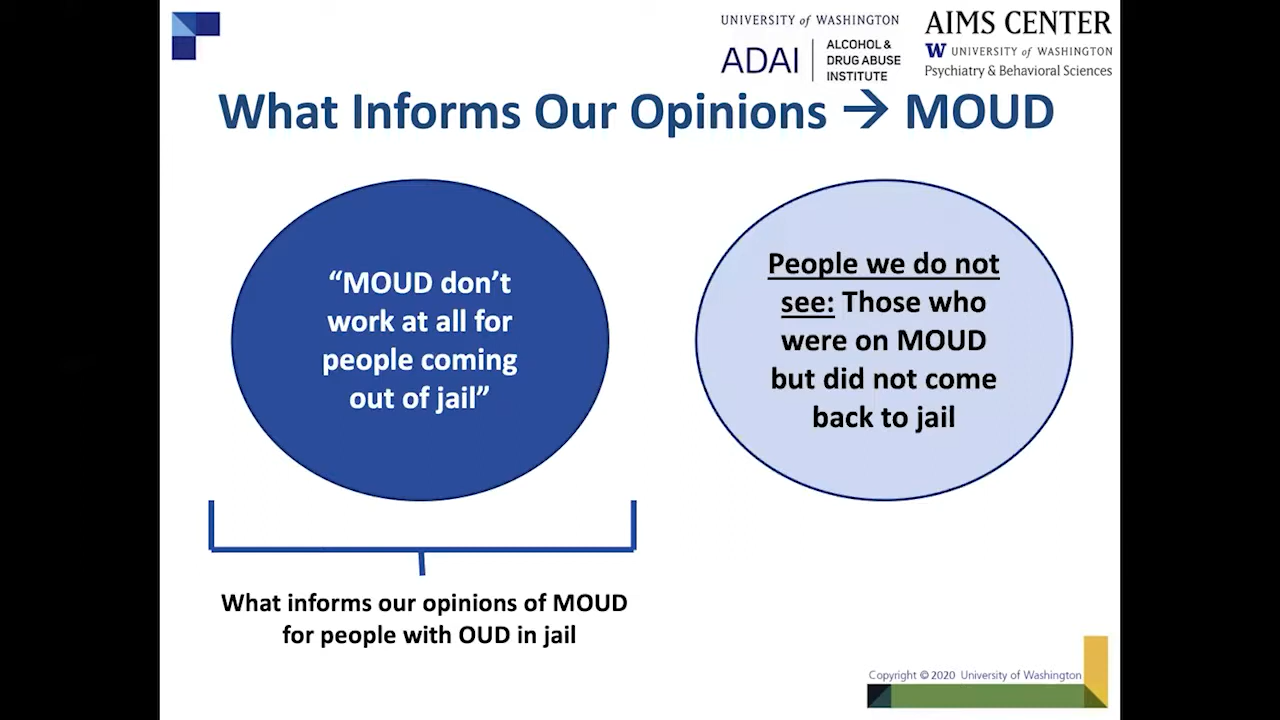 UNIVERSITY of WASHINGTON
ADAI
ALCOHOL &
DRUG ABUSE
INSTITUTE
AIMS CENTER
W UNIVERSITY of WASHINGTON
Psychiatry & Behavioral Sciences
What Informs Our Opinions → MOUD
“MOUD don’t
work at all for
people coming
out of jail”
People we do not
see: Those who
were on MOUD
but did not come
back to jail
What informs our opinions of MOUD
for people with OUD in jail
Copyright © 2020 University of Washington